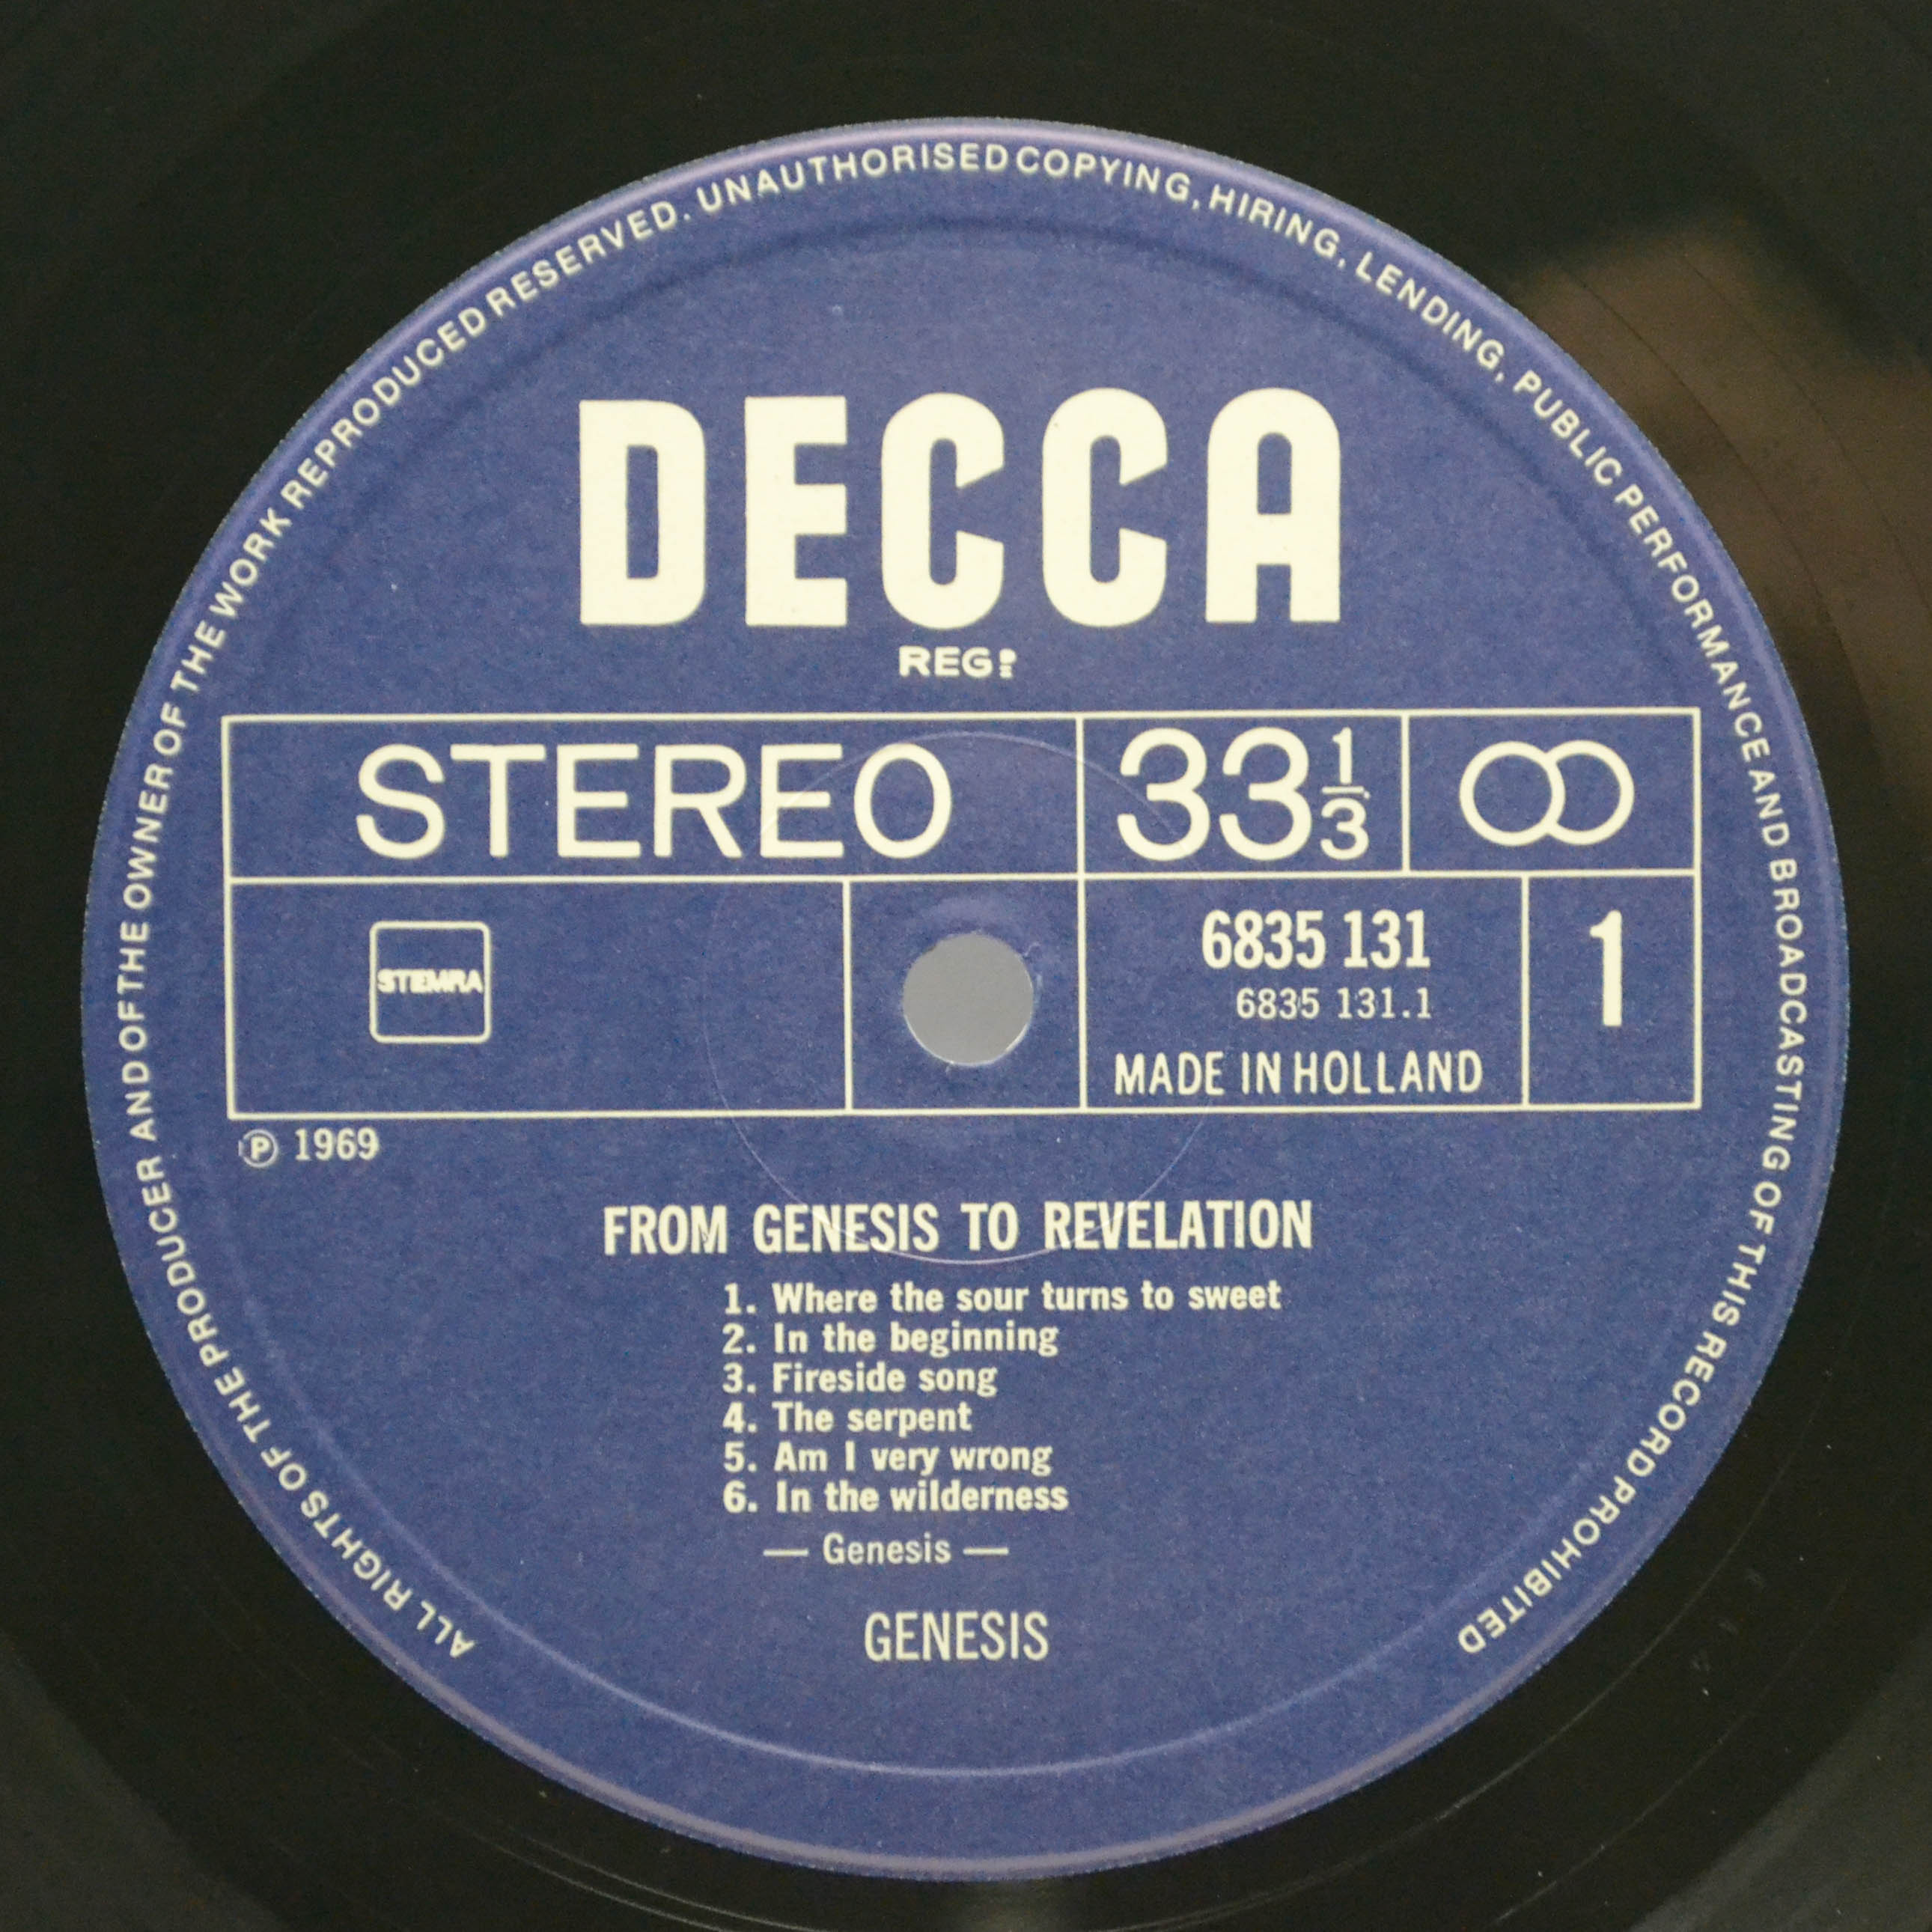 ALL RIGHTS OF THE PRODUCER AND OF THE OWNER OF THE WORK REPRODUCED RESERVED. UNAUTHORISED COPYING, HIRING, LENDING, PUBLIC PERFORMANCE AND BROADCASTING OF THIS RECORD PROHIBITED
DECCA
REGD
STEREO
33 1/3
STEMRA
6835 131
6835 131.1
MADE IN HOLLAND
1
Ⓟ 1969
FROM GENESIS TO REVELATION
1. Where the sour turns to sweet
2. In the beginning
3. Fireside song
4. The serpent
5. Am I very wrong
6. In the wilderness
— Genesis —
GENESIS